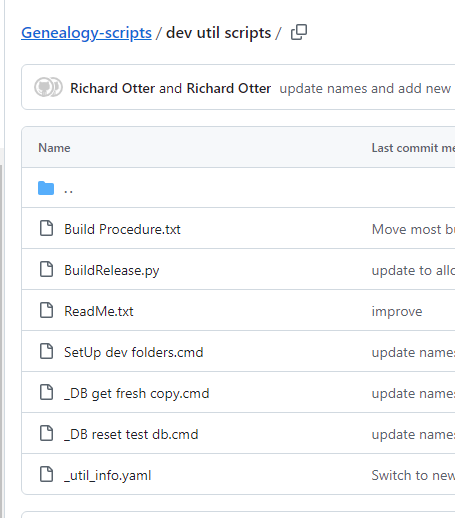 Genealogy-scripts / dev util scripts /
Richard Otter and Richard Otter update names and add new
Name Last commit me
..
Build Procedure.txt Move most bu
BuildRelease.py update to allo
ReadMe.txt improve
SetUp dev folders.cmd update names
_DB get fresh copy.cmd update names
_DB reset test db.cmd update names
_util_info.yaml Switch to new